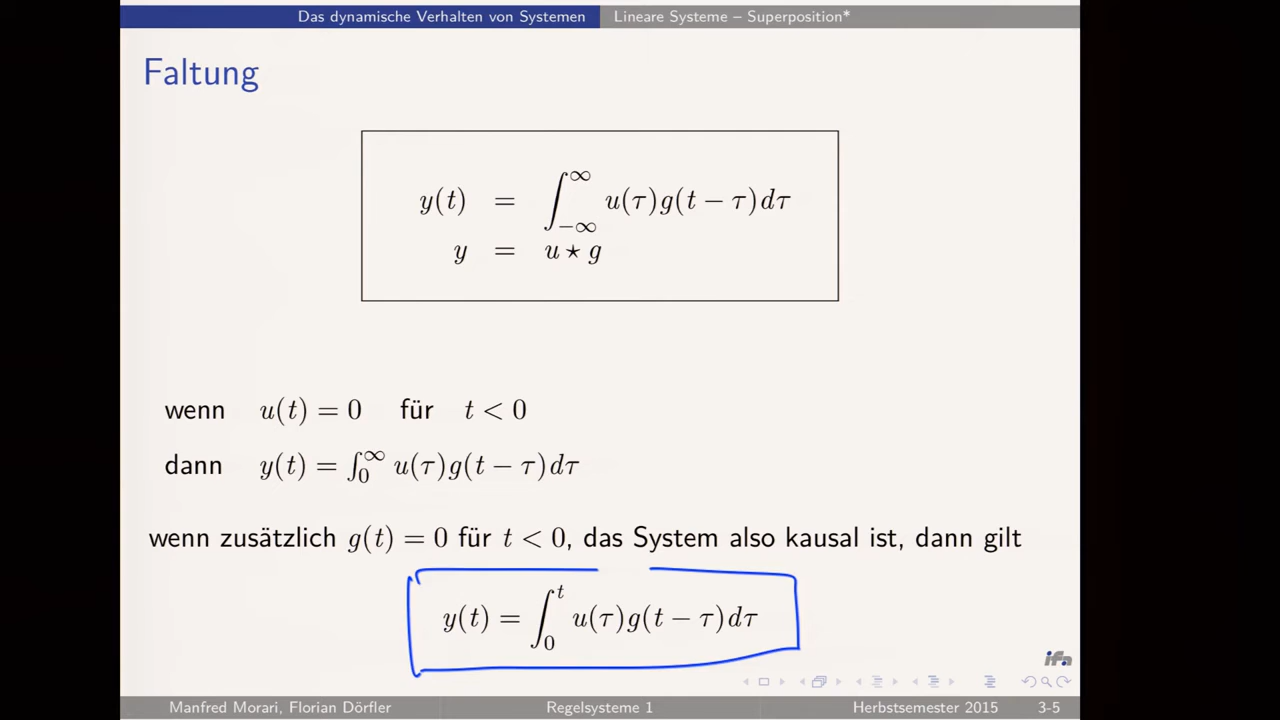 Das dynamische Verhalten von Systemen Lineare Systeme – Superposition*
Faltung
y(t) = ∫_{−∞}^{∞} u(τ)g(t − τ)dτ
y = u ⋆ g
wenn u(t) = 0 für t < 0
dann y(t) = ∫_0^∞ u(τ)g(t − τ)dτ
wenn zusätzlich g(t) = 0 für t < 0, das System also kausal ist, dann gilt
y(t) = ∫_0^t u(τ)g(t − τ)dτ
ifa
Manfred Morari, Florian Dörfler Regelsysteme 1 Herbstsemester 2015 3-5